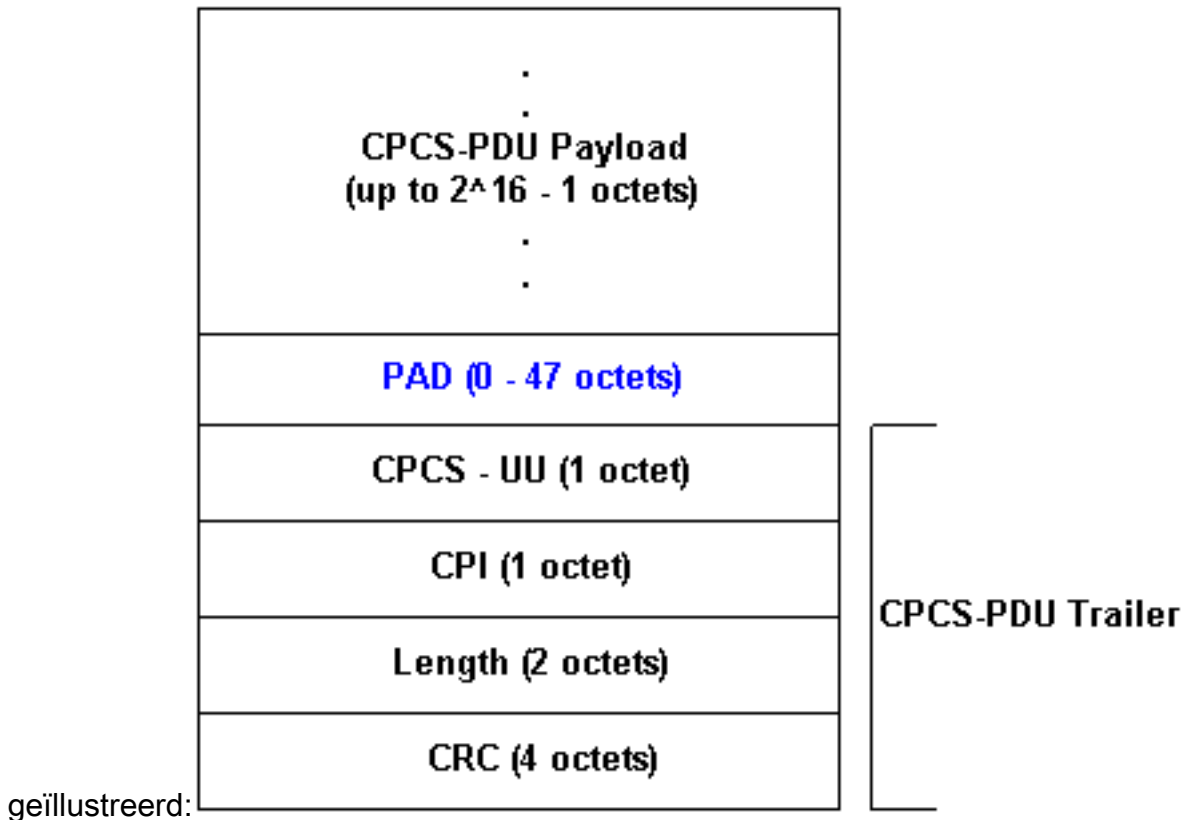 .
.
CPCS-PDU Payload
(up to 2^16 - 1 octets)
.
.
PAD (0 - 47 octets)
CPCS - UU (1 octet)
CPI (1 octet)
CPCS-PDU Trailer
Length (2 octets)
CRC (4 octets)
geïllustreerd: